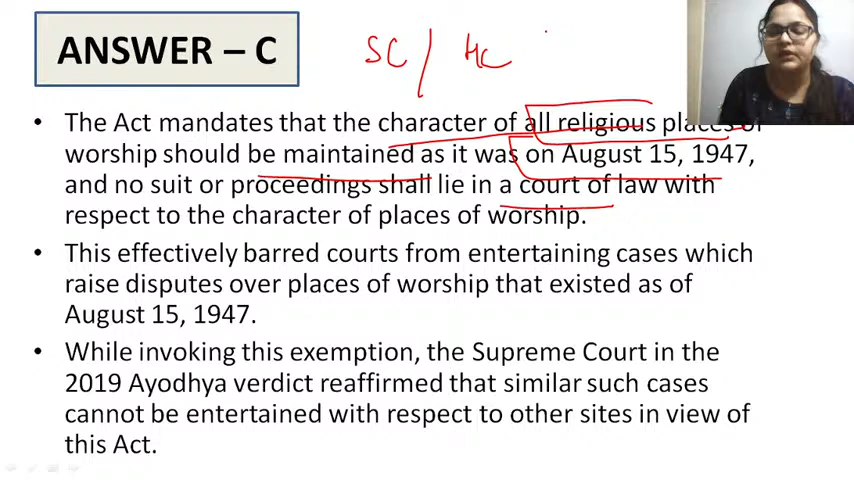 ANSWER – C
SC / HC
• The Act mandates that the character of all religious places of
worship should be maintained as it was on August 15, 1947,
and no suit or proceedings shall lie in a court of law with
respect to the character of places of worship.
• This effectively barred courts from entertaining cases which
raise disputes over places of worship that existed as of
August 15, 1947.
• While invoking this exemption, the Supreme Court in the
2019 Ayodhya verdict reaffirmed that similar such cases
cannot be entertained with respect to other sites in view of
this Act.